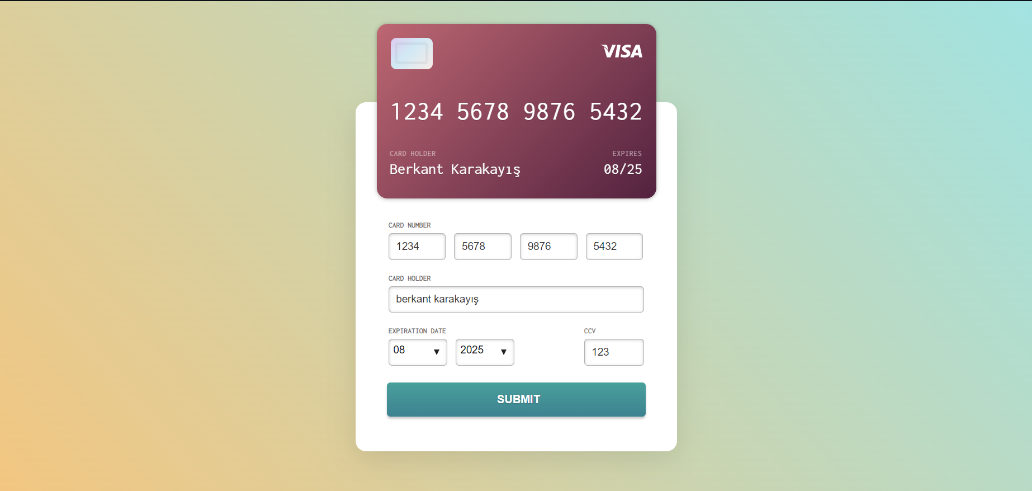 VISA
1234 5678 9876 5432
CARD HOLDER EXPIRES
Berkant Karakayış 08/25
CARD NUMBER
1234 5678 9876 5432
CARD HOLDER
berkant karakayış
EXPIRATION DATE CCV
08 2025 123
SUBMIT